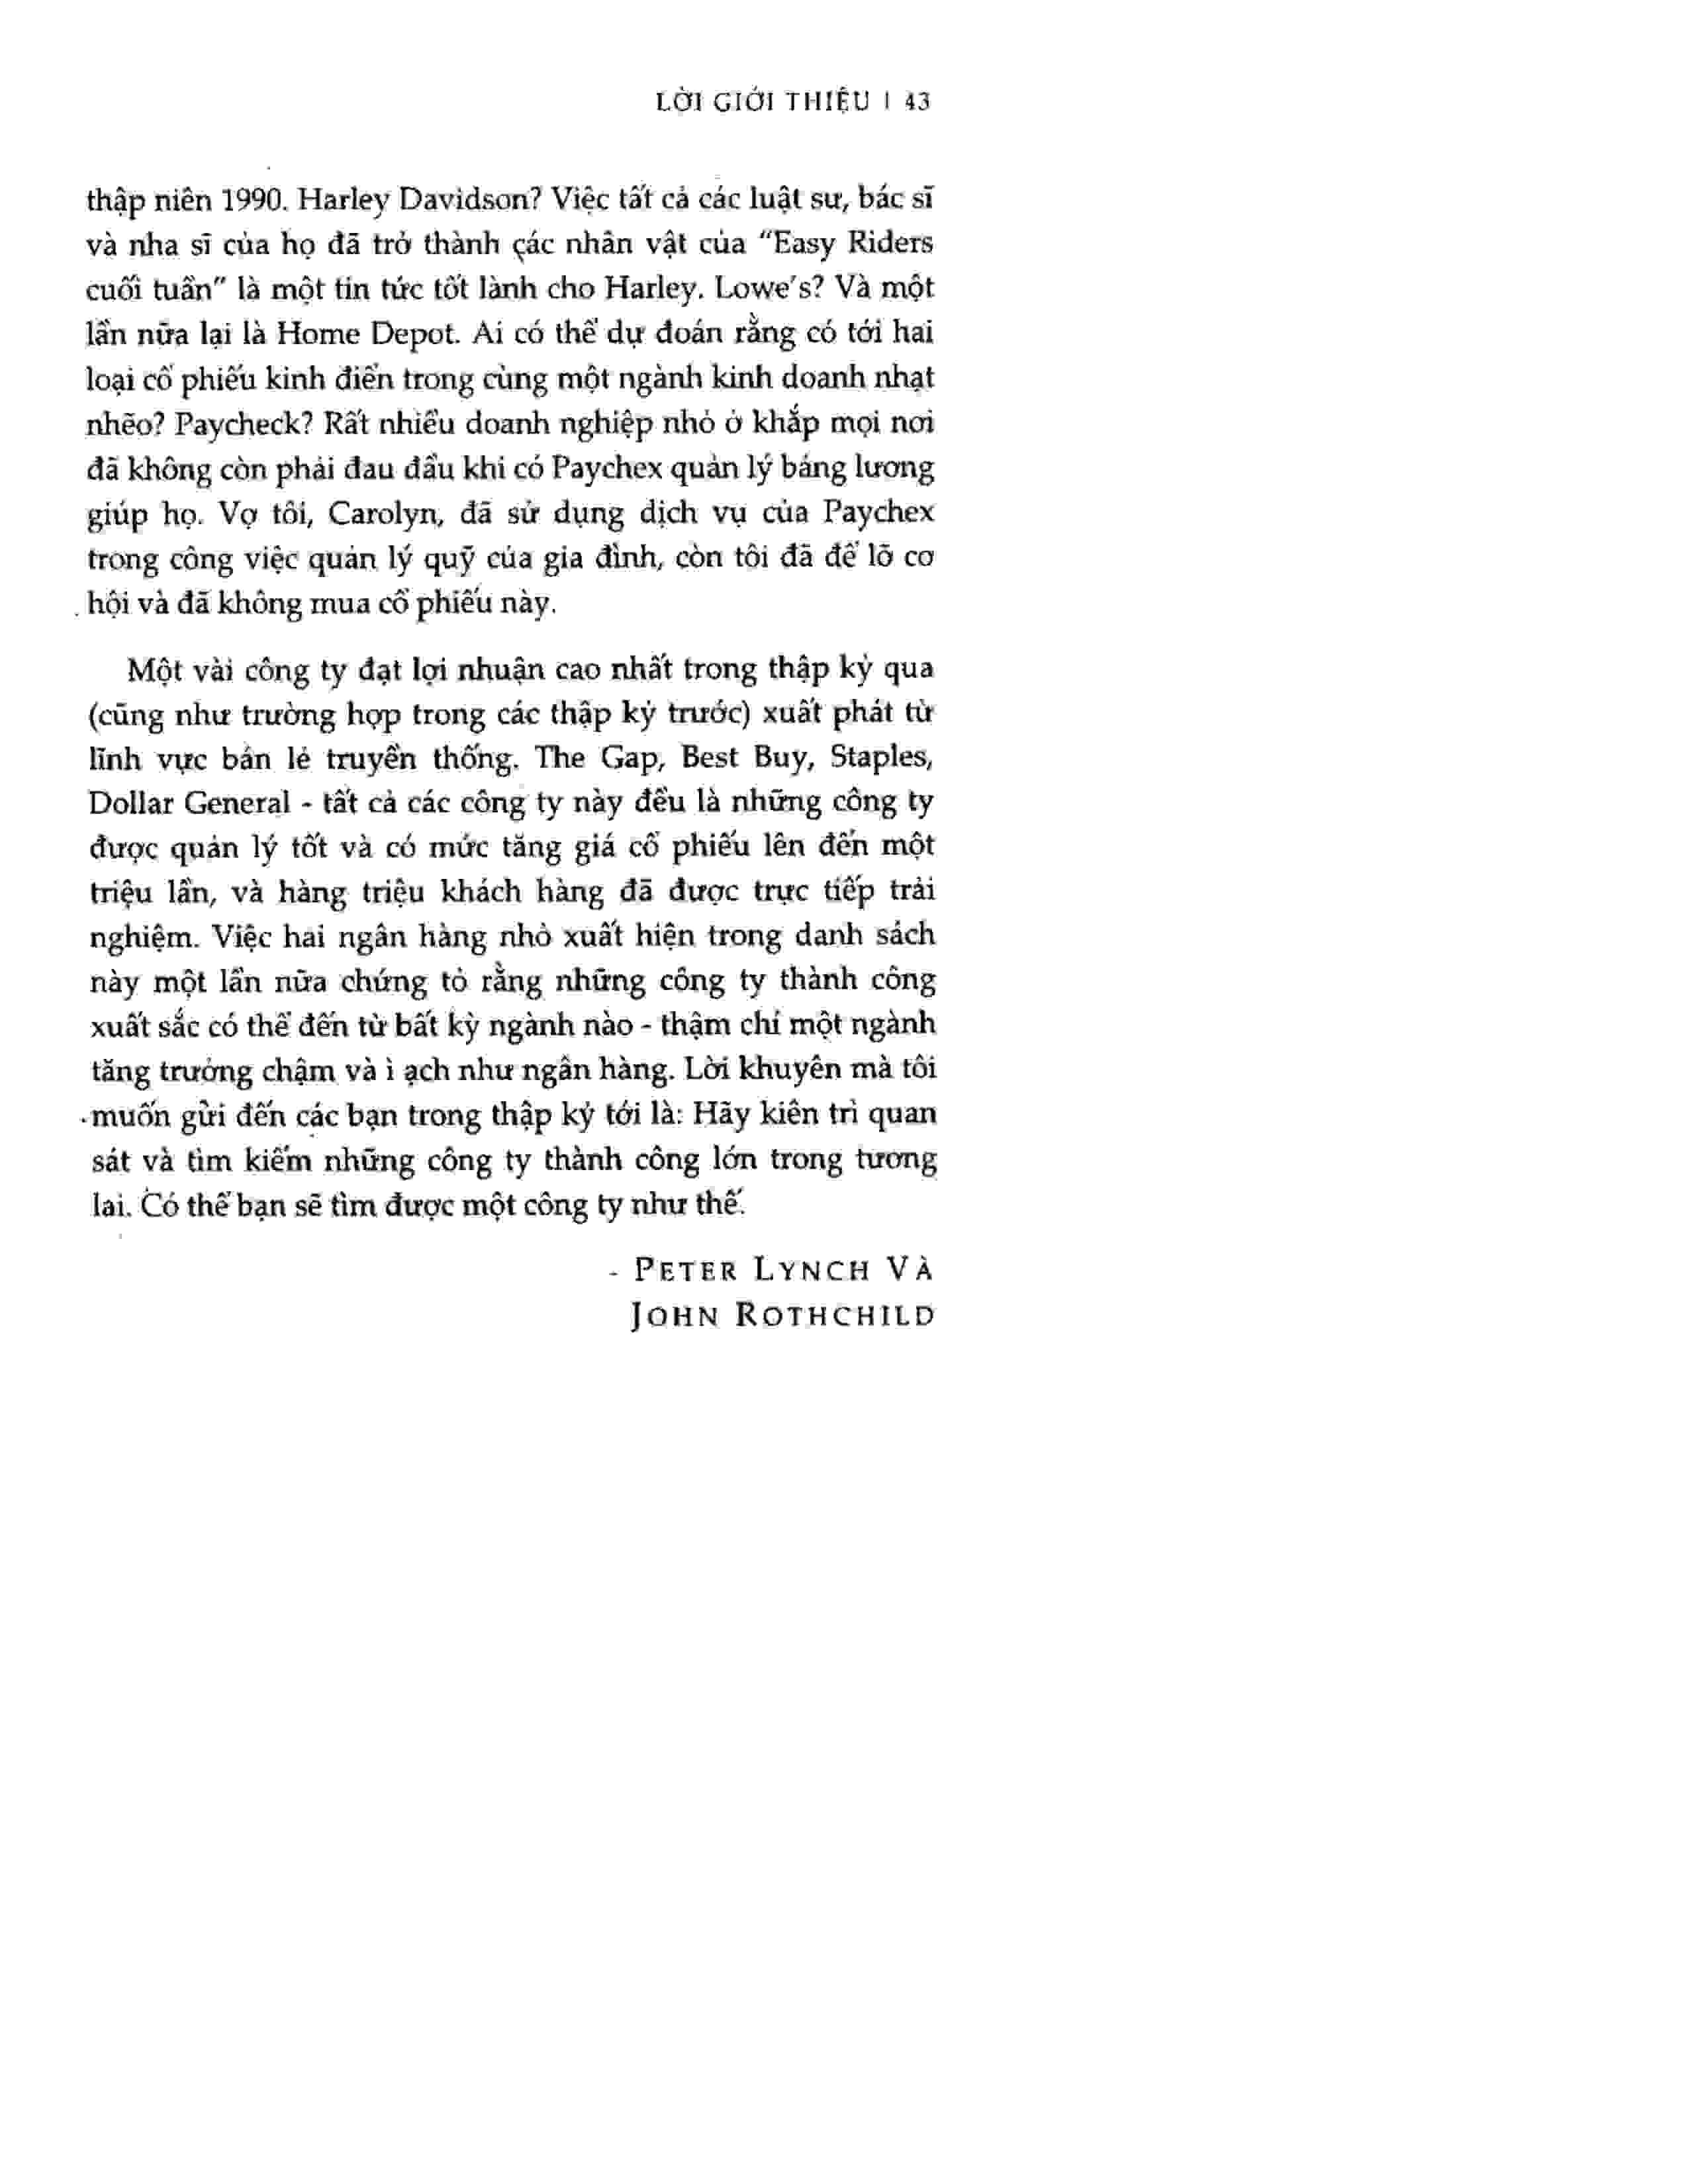 LỜI GIỚI THIỆU | 43
thập niên 1990. Harley Davidson? Việc tất cả các luật sư, bác sĩ
và nha sĩ của họ đã trở thành các nhân vật của “Easy Riders
cuối tuần” là một tin tức tốt lành cho Harley. Lowe's? Và một
lần nữa lại là Home Depot. Ai có thể dự đoán rằng có tới hai
loại cổ phiếu kinh điển trong cùng một ngành kinh doanh nhạt
nhẽo? Paycheck? Rất nhiều doanh nghiệp nhỏ ở khắp mọi nơi
đã không còn phải đau đầu khi có Paychex quản lý bảng lương
giúp họ. Vợ tôi, Carolyn, đã sử dụng dịch vụ của Paychex
trong công việc quản lý quỹ của gia đình, còn tôi đã để lỡ cơ
hội và đã không mua cổ phiếu này.
Một vài công ty đạt lợi nhuận cao nhất trong thập kỷ qua
(cũng như trường hợp trong các thập kỷ trước) xuất phát từ
lĩnh vực bán lẻ truyền thống. The Gap, Best Buy, Staples,
Dollar General - tất cả các công ty này đều là những công ty
được quản lý tốt và có mức tăng giá cổ phiếu lên đến một
triệu lần, và hàng triệu khách hàng đã được trực tiếp trải
nghiệm. Việc hai ngân hàng nhỏ xuất hiện trong danh sách
này một lần nữa chứng tỏ rằng những công ty thành công
xuất sắc có thể đến từ bất kỳ ngành nào - thậm chí một ngành
tăng trưởng chậm và ì ạch như ngân hàng. Lời khuyên mà tôi
muốn gửi đến các bạn trong thập kỷ tới là: Hãy kiên trì quan
sát và tìm kiếm những công ty thành công lớn trong tương
lai. Có thể bạn sẽ tìm được một công ty như thế.
- PETER LYNCH VÀ
JOHN ROTHCHILD